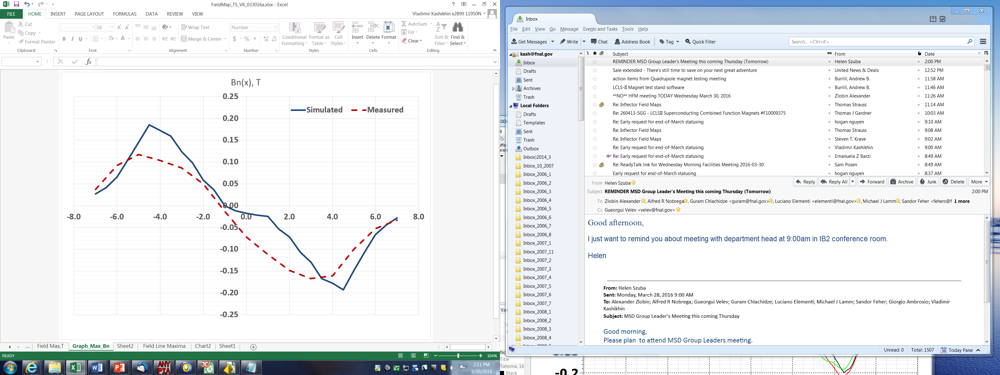 FieldMap_TS_VK_033016a.xlsx - Excel
FILE HOME INSERT PAGE LAYOUT FORMULAS DATA REVIEW VIEW
Vladimir Kashikhin x2899 11950N
Paste
Cut
Copy
Format Painter
Clipboard
16
B I U
Font
Wrap Text
Merge & Center
Alignment
Number
$ % ,
Number
Conditional Formatting
Format as Table
Cell Styles
Styles
Insert Delete Format
Cells
AutoSum
Fill
Clear
Sort & Filter
Find & Select
Editing
fx
Bn(x), T
Simulated Measured
0.25
0.20
0.15
0.10
0.05
0.00
-8.0 -6.0 -4.0 -2.0 0.0 2.0 4.0 6.0 8.0
-0.05
-0.10
-0.15
-0.20
-0.25
... Field Max,T Graph_Max_Bn Sheet2 Field Line Maxima Chart2 Sheet1
READY
104%
2:11 PM
3/30/2016
Inbox
File Edit View Go Message Events and Tasks Tools Help
Get Messages Write Chat Address Book Tag Quick Filter
Search... <Ctrl+K>
kash@fnal.gov
Inbox
Drafts
Sent
Archives
Trash
Local Folders
Drafts
Templates
Sent
Trash
Outbox
Inbox)2014_3
Inbox_10_2007
Inbox_2006_1
Inbox_2006_2
Inbox_2006_3
Inbox_2006_4
Inbox_2006_5
Inbox_2006_6
Inbox_2006_7
Inbox_2006_8
Inbox_2007_1
Inbox_2007_11
Inbox_2007_2
Inbox_2007_3
Inbox_2007_4
Inbox_2007_5
Inbox_2007_6
Inbox_2007_7
Inbox_2008_1
Inbox_2008_2
Inbox_2008_3
Inbox_2008_4
Subject From Date
REMINDER MSD Group Leader's Meeting this coming Thursday (Tomorrow) Helen Szuba 2:00 PM
Sale extended - There's still time to save on your next great adventure United News & Deals 12:52 PM
action items from Quadrupole magnet testing meeting Burrill, Andrew B. 11:58 AM
LCLS-II Magnet test stand software Burrill, Andrew B. 11:46 AM
**NO** HFM meeting TODAY Wednesday March 30, 2016 Zlobin Alexander 11:26 AM
Re: Inflector Field Maps Thomas Strauss 11:14 AM
Re: 260413-SGG - LCLSII Superconducting Combined Function Magnets #F10009375 Thomas J Gardner 10:03 AM
Re: Early request for end-of-March statusing hogan nguyen 9:10 AM
Re: Inflector Field Maps Thomas Strauss 9:08 AM
Re: Inflector Field Maps Steven T. Krave 9:02 AM
Re: Early request for end-of-March statusing Vladimir Kashikhin 9:00 AM
Re: Early request for end-of-March statusing Emanuela Z Barzi 8:49 AM
Re: ReadyTalk link for Wednesday Morning Facilities Meeting 2016-03-30 Sam Posen 8:49 AM
Early request for end-of-March statusing hogan nguyen 8:37 AM
From Helen Szuba
Reply Reply All Forward Archive Junk Delete More
Subject REMINDER MSD Group Leader's Meeting this coming Thursday (Tomorrow) 2:00 PM
To Zlobin Alexander, Alfred R Nobrega, Guram Chlachidze <guram@fnal.gov>, Luciano Elementi <elementi@fnal.gov>, Michael J Lamm, Sandor Feher <fehers@f 1 more
Cc Gueorgui Velev <velev@fnal.gov>
Good afternoon,
I just want to remind you about meeting with department head at 9:00am in IB2 conference room.
Helen
From: Helen Szuba
Sent: Monday, March 28, 2016 9:00 AM
To: Alexander Zlobin; Alfred R Nobrega; Gueorgui Velev; Guram Chlachidze; Luciano Elementi; Michael J Lamm; Sandor Feher; Giorgio Ambrosio; Vladimir
Kashikhin
Subject: MSD Group Leader's Meeting this coming Thursday
Good morning,
Please plan to attend MSD Group Leaders meeting.
Unread: 0 Total: 1507 30 Today Pane
Title
Tahoma, 16
Black
-0.2